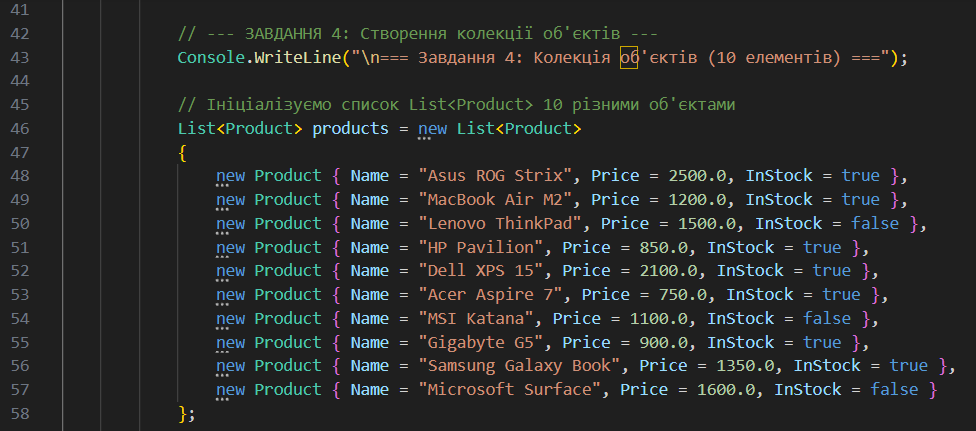 41
42 // --- ЗАВДАННЯ 4: Створення колекції об'єктів ---
43 Console.WriteLine("\n=== Завдання 4: Колекція об'єктів (10 елементів) ===");
44
45 // Ініціалізуємо список List<Product> 10 різними об'єктами
46 List<Product> products = new List<Product>
47 {
48 new Product { Name = "Asus ROG Strix", Price = 2500.0, InStock = true },
49 new Product { Name = "MacBook Air M2", Price = 1200.0, InStock = true },
50 new Product { Name = "Lenovo ThinkPad", Price = 1500.0, InStock = false },
51 new Product { Name = "HP Pavilion", Price = 850.0, InStock = true },
52 new Product { Name = "Dell XPS 15", Price = 2100.0, InStock = true },
53 new Product { Name = "Acer Aspire 7", Price = 750.0, InStock = true },
54 new Product { Name = "MSI Katana", Price = 1100.0, InStock = false },
55 new Product { Name = "Gigabyte G5", Price = 900.0, InStock = true },
56 new Product { Name = "Samsung Galaxy Book", Price = 1350.0, InStock = true },
57 new Product { Name = "Microsoft Surface", Price = 1600.0, InStock = false }
58 };